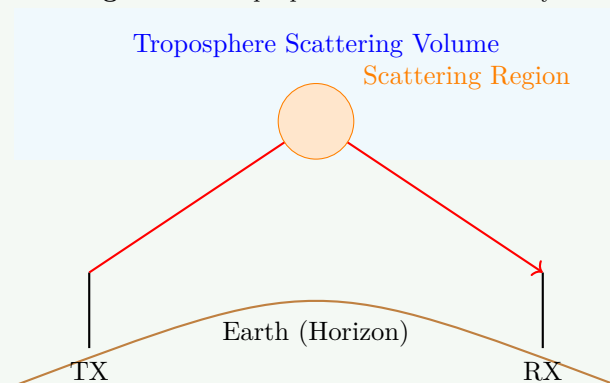 Troposphere Scattering Volume
Scattering Region
Earth (Horizon)
TX
RX